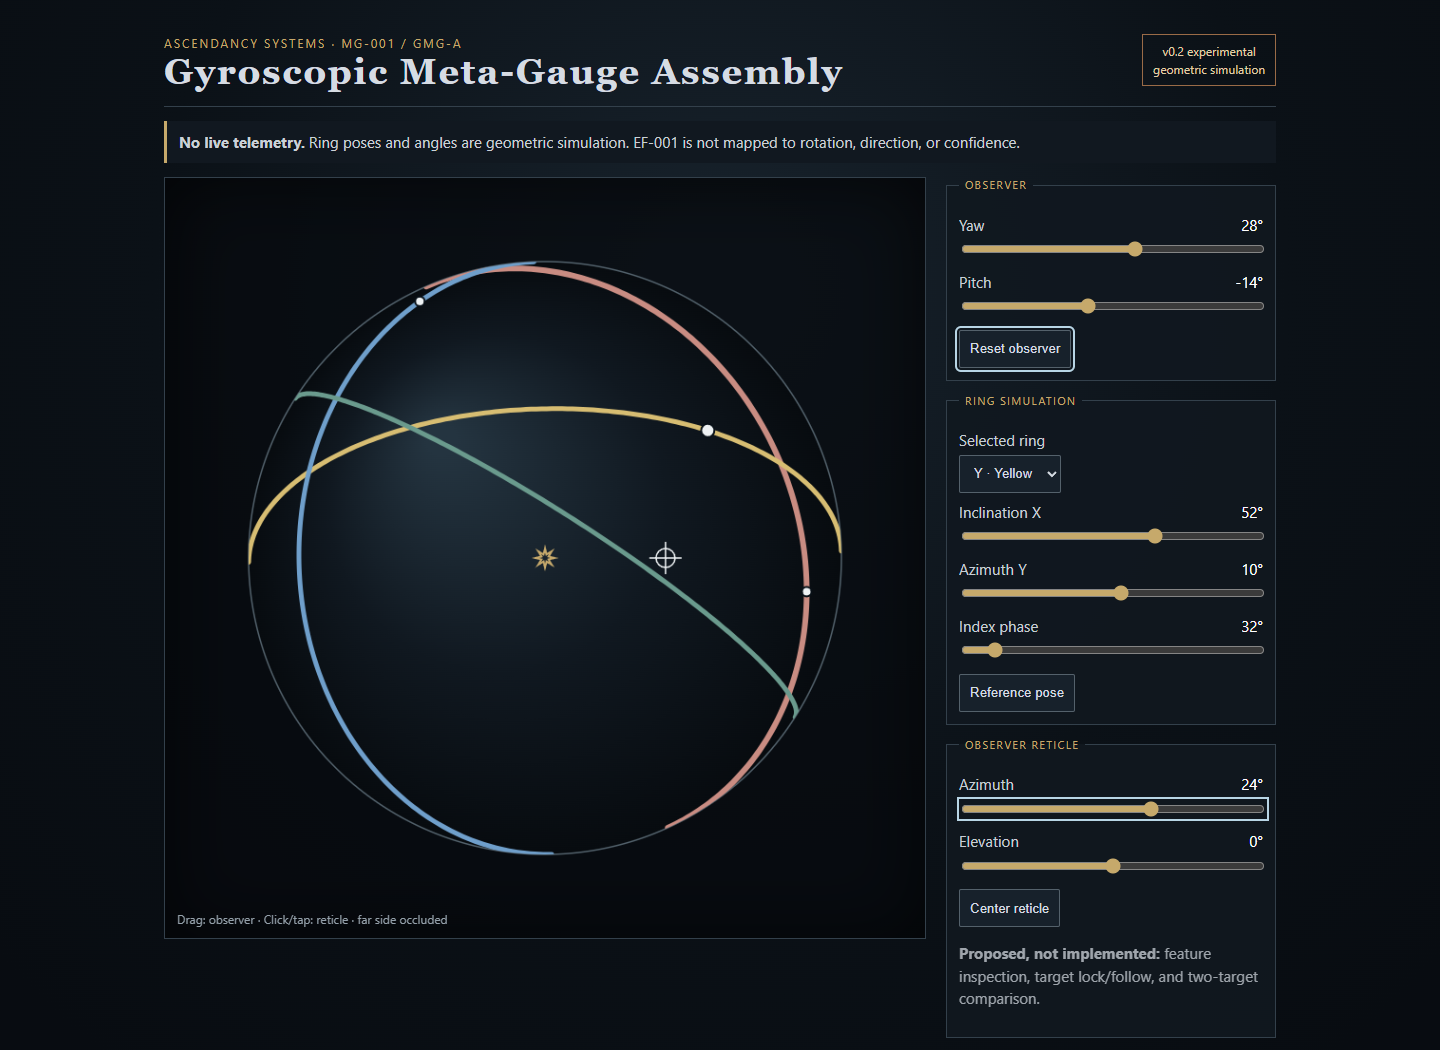 ASCENDANCY SYSTEMS · MG-001 / GMG-A
Gyroscopic Meta-Gauge Assembly
v0.2 experimental
geometric simulation
No live telemetry. Ring poses and angles are geometric simulation. EF-001 is not mapped to rotation, direction, or confidence.
Drag: observer · Click/tap: reticle · far side occluded
OBSERVER
Yaw 28°
Pitch -14°
Reset observer
RING SIMULATION
Selected ring
Y · Yellow
Inclination X 52°
Azimuth Y 10°
Index phase 32°
Reference pose
OBSERVER RETICLE
Azimuth 24°
Elevation 0°
Center reticle
Proposed, not implemented: feature
inspection, target lock/follow, and two-target
comparison.